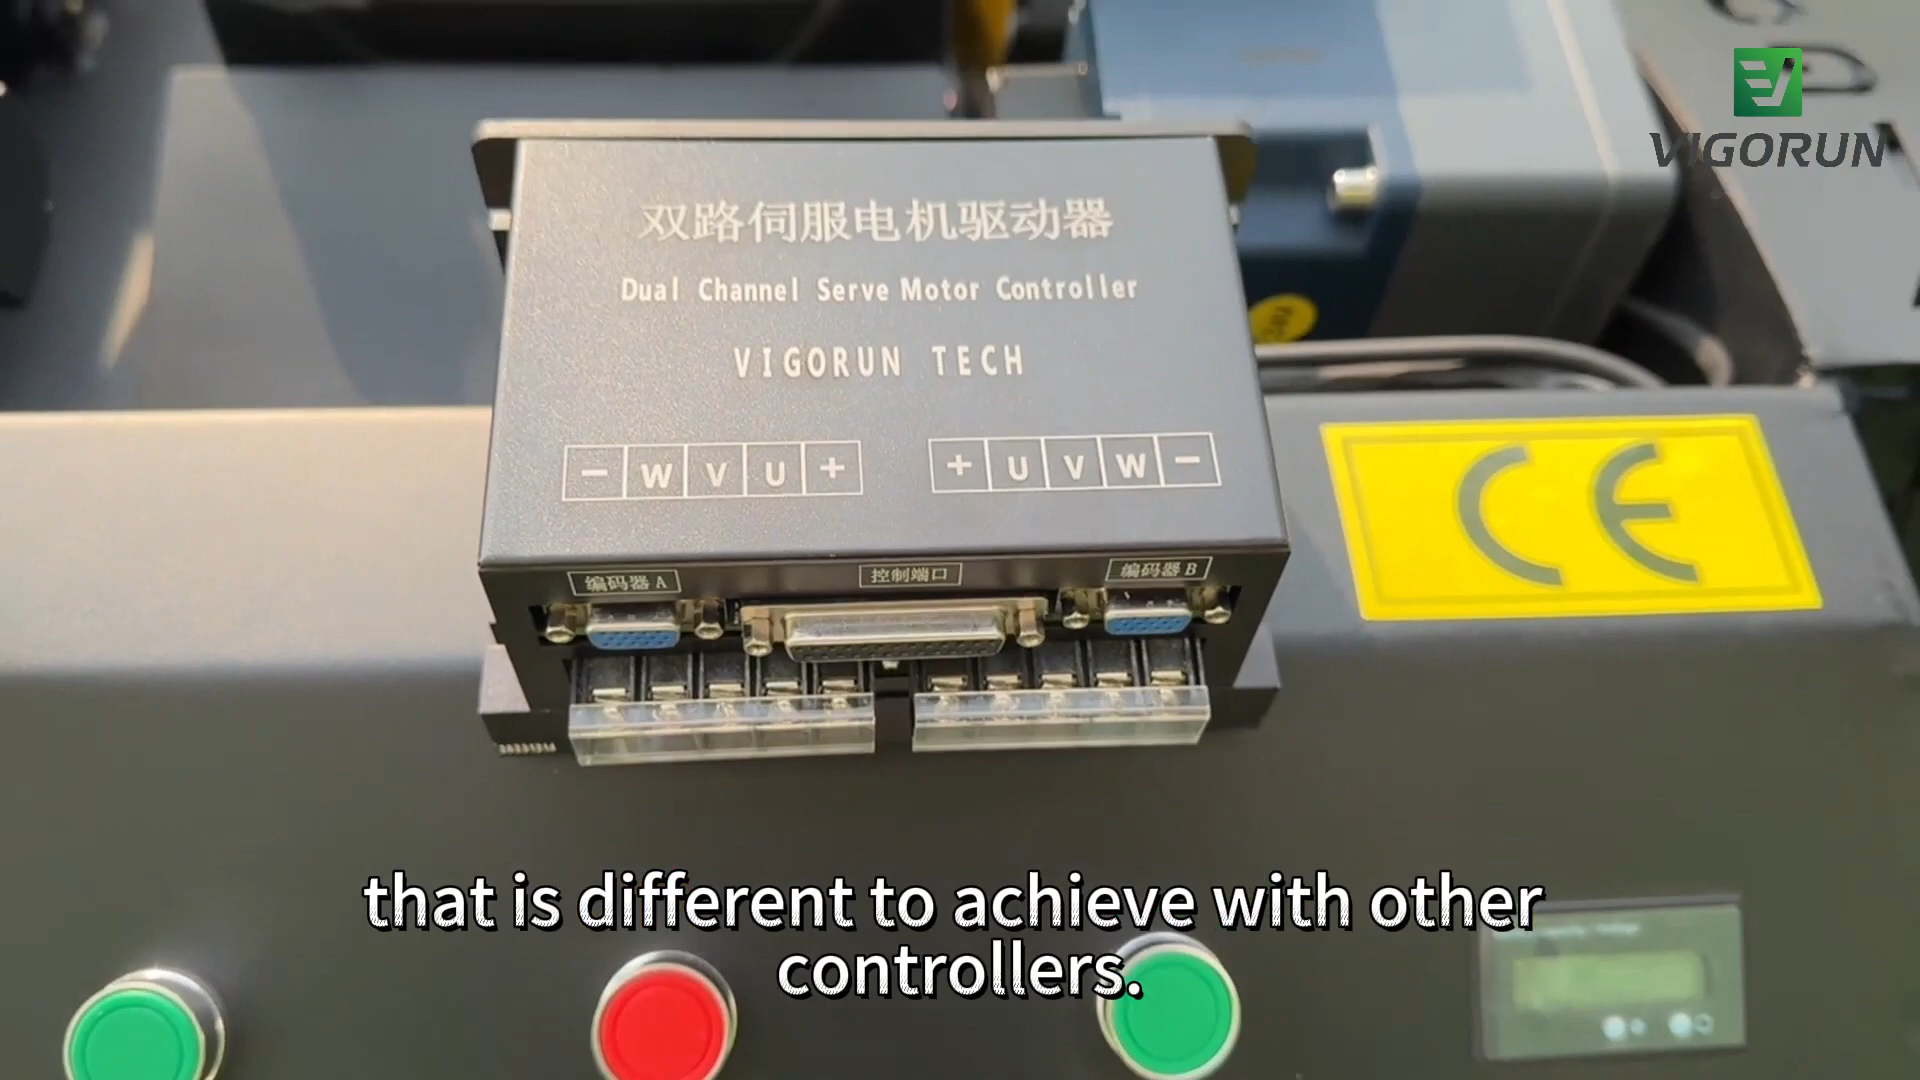 VIGORUN
双路伺服电机驱动器
Dual Channel Serve Motor Controller
VIGORUN TECH
- W V U +
+ U V W -
CE
编码器 A
控制端口
编码器 B
that is different to achieve with other
controllers.